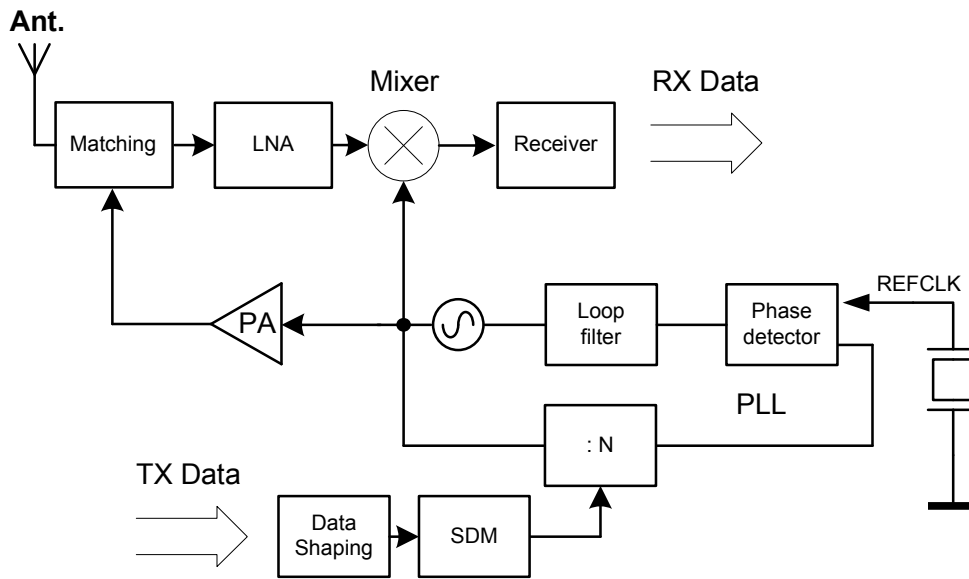 Ant.
Mixer
RX Data
Matching
LNA
Receiver
REFCLK
PA
Loop
filter
Phase
detector
PLL
: N
TX Data
Data
Shaping
SDM